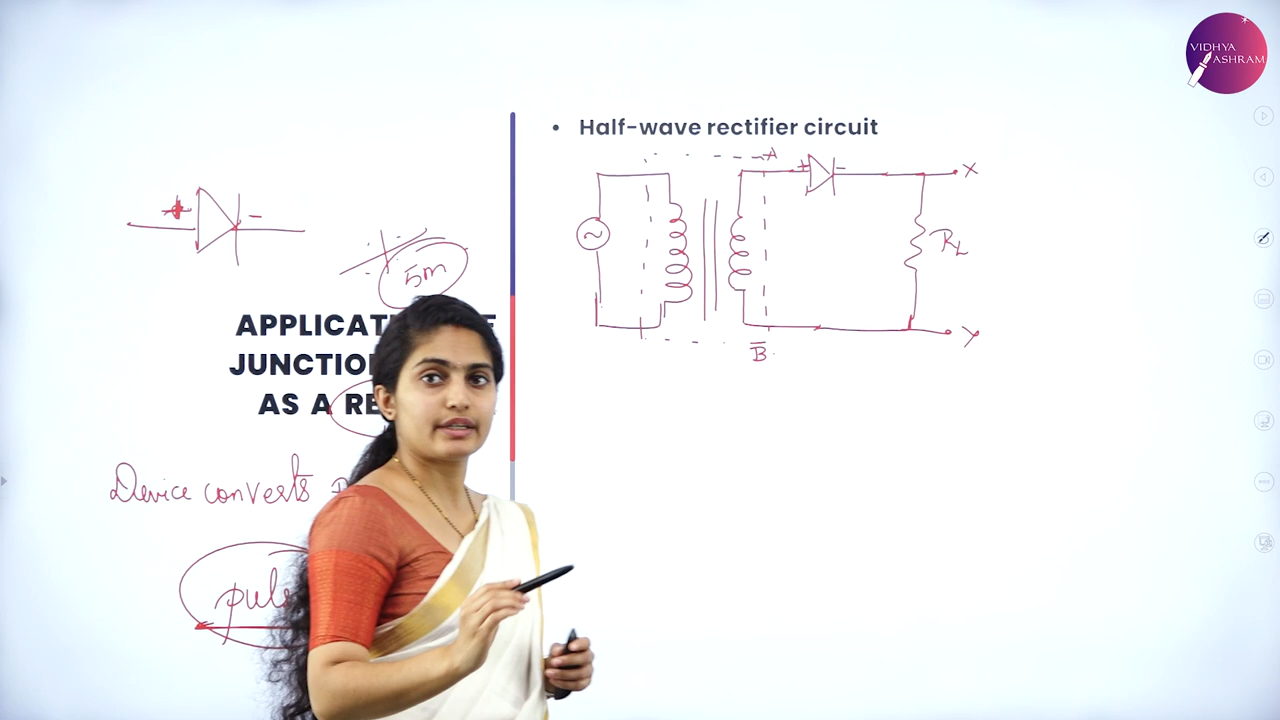 VIDHYA
ASHRAM
• Half-wave rectifier circuit
A
+
-
X
+
-
5m
~
RL
APPLICAT
JUNCTIO
AS A RE
B
Y
Device converts
pul